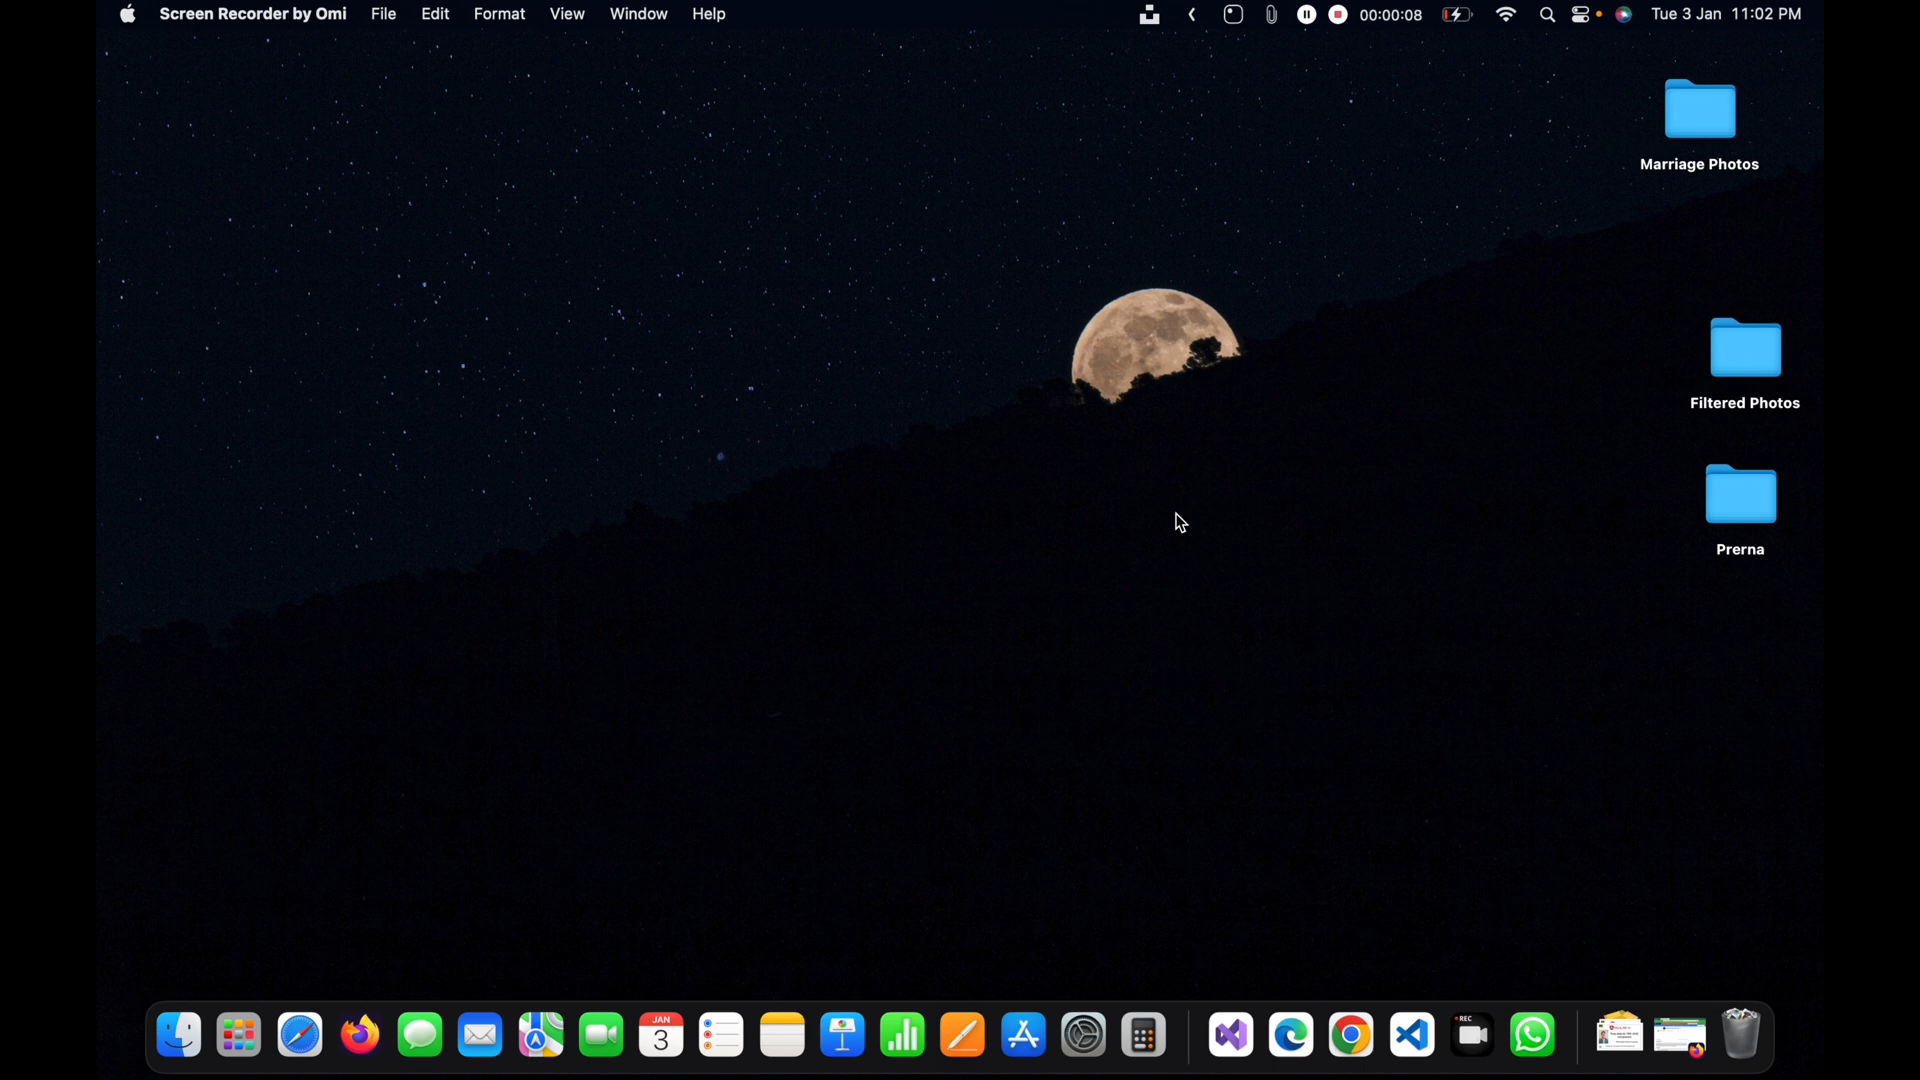 Screen Recorder by Omi File Edit Format View Window Help 00:00:08 Tue 3 Jan 11:02 PM
Marriage Photos
Filtered Photos
Prerna
JAN
3
REC